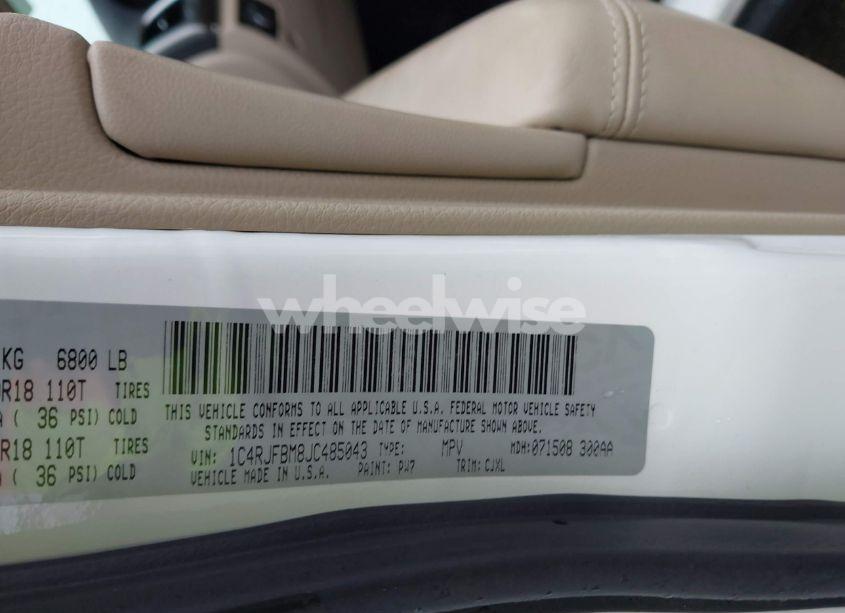 wheelwise
KG 6800 LB
R18 110T TIRES
( 36 PSI) COLD
R18 110T TIRES
( 36 PSI) COLD
THIS VEHICLE CONFORMS TO ALL APPLICABLE U.S.A. FEDERAL MOTOR VEHICLE SAFETY
STANDARDS IN EFFECT ON THE DATE OF MANUFACTURE SHOWN ABOVE.
VIN: 1C4RJFBM8JC485043 TYPE: MPV MDH:071508 300AA
VEHICLE MADE IN U.S.A. PAINT: PW7 TRIM: CJXL